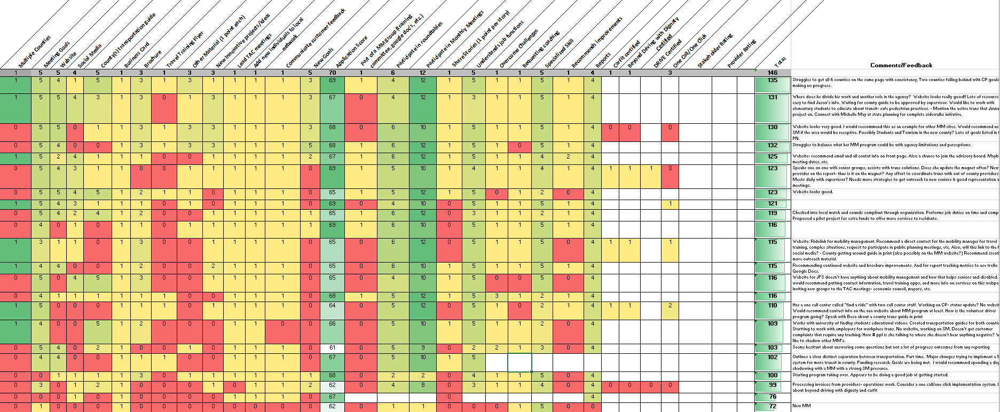 Multiple Counties
Meeting Goals
Website
Social Media
County(s) transportation guide
Business Card
Brochure
Travel Training Flyer
Other Material (1 point each)
New Innovative projects/ideas
Lead TAC meetings
add new individuals to local network
Communicate customer feedback
New Goals
Application Score
Part of a MM group (training committee, google doc's, etc.)
Participate in roundtables
Participate in Monthly Meetings
Share Stories (1 point per story)
Understands job functions
Overcome challenges
Requesting coaching
Specialized Skill
Recommends improvements
Reports
CarFit certified
Beyond Driving with Dignity Certified
DRIVE Certified
One Call/One Click
Stakeholder Rating
Provider Rating
Total
Comments/Feedback
1 5 5 4 5 1 3 1 3 3 1 1 1 5 70 1 6 12 1 5 1 1 5 1 4 1 1 3 146
1 5 4 1 5 1 3 1 3 1 1 1 1 3 69 1 4 12 1 5 1 1 5 1 4 135
Struggles to get all 6 counties on the same page with consistency. Two counties falling behind with CP goals
making no progress.
1 5 5 4 3 1 3 0 1 3 1 1 1 3 67 0 4 12 1 3 1 1 5 1 4 131
Where does he divide his work and another role in the agency? Website looks really good!! Lots of resource
easy to find Jason's info. Waiting for county guide to be approved by supervisor. Would like to work with
elementary students to educate about transit- safe pedestrian practices. - Mention the active trans that Juana
project on. Connect with Michelle May at state planning for complete sidewalks initiative.
0 5 5 0 1 1 3 1 3 3 1 1 1 3 68 0 6 10 1 5 1 1 5 1 4 0 0 0 130
Website looks very good. I would reecommend this as an example for other MM sites. Would recommend us
SM if the area would be receptive. Possibly Students and Tourism in the new county? Lots of goals listed in
PN.
0 5 4 0 0 1 3 1 3 3 1 1 1 5 68 1 6 12 1 5 1 0 5 1 4 132
Struggles to balance what her MM program could be with agency limitations and perceptions.
1 5 2 4 1 1 1 0 0 1 1 1 1 2 67 1 6 12 1 5 1 1 4 2 4 125
Website- recommend email and all contat info on front page. Also a chance to join the advisory board. Mayb
meeting dates, etc.
0 5 4 3 1 1 0 0 1 1 1 1 1 0 69 1 5 10 1 4 1 1 4 1 4 1 1 1 0 123
Speaks one on one with senior groups, assists with trans solutions. Does she update the magnet often? New
provider on the report- thus is it on the magnet? Any effort to coordinate trans with out of county providers
Meets daily with supervisor? Needs more strategies to get outreach to new seniors & good representation a
meetings.
0 5 5 4 5 1 2 1 1 0 1 1 1 0 65 1 5 12 1 5 0 1 2 0 4 123
Website looks good.
1 5 4 3 1 1 1 0 1 0 1 1 1 0 69 0 4 10 0 5 1 1 5 1 4 1 121
0 5 4 2 4 1 2 0 0 1 1 1 1 1 65 1 6 12 0 3 1 1 2 1 4 119
Checked into local match and sounds compliant through organization. Performs job duties on time and comp
Proposed a pilot project for extra funds to offer more services to residents.
0 4 0 1 0 1 1 0 1 1 1 1 1 1 69 1 6 12 0 5 1 1 5 1 4 116
1 3 1 1 0 1 3 0 0 1 1 1 1 0 65 0 6 12 0 5 1 1 5 0 4 1 1 1 115
Website: Ridelink for mobility management. Recommend a direct contact for the mobility manager for travel
training, complex situations, request to participate in public planning meetings, etc. Also, will this link to the f
social media? - County getting around guide in print (also possibly on the MM website?) Recommend creati
more outreach material.
1 4 4 0 0 1 2 0 0 2 1 1 1 0 65 0 6 10 1 5 1 1 5 1 4 115
Recommending continued website and brochure improvements. And for report tracking metrics to use trello
Google Docs.
0 5 0 4 5 1 3 0 0 1 1 1 1 0 65 0 4 10 1 5 0 0 5 0 4 116
Website for JFS doesn't have anything about mobility management and how that helps seniors and disabled.
would recommend putting contact information, travel training opps, and more info on services on this webpa
Inviting new groups to the TAC meetings- economic council, mayors, etc.
0 4 1 1 1 1 1 1 0 0 1 1 1 0 68 1 5 12 1 5 3 1 2 1 4 116
1 5 0 0 0 1 1 1 0 1 1 1 1 0 64 0 5 12 0 5 1 0 2 1 4 1 1 2 110
Has a one call center called "find a ride" with two call center staff. Working on CP- status update? No websit
Would recommend contact info on the aaa website about MM program at least. How is the volunteer driver
program going? Speak with Beca about a county trans guide in print
1 4 0 0 5 1 2 0 0 0 1 1 0 0 66 0 5 10 1 5 1 1 2 0 4 109
Works with university of findlay students educational videos. Created transportation guides for both countie
Startting to work with employers for workplace trans. No website, working on SM. Doesn't get customer
complaints that require any tracking. How # ppl is she talking to where she doesn't hear anything negative? W
like to shadow other MM's.
0 5 4 0 2 1 0 0 1 0 1 1 1 0 61 0 5 9 0 2 2 1 3 0 4 103
Seems hesitant about answering some questions but not a lot of progress outcomes from any reporting
0 4 4 0 0 1 1 1 0 0 1 1 1 0 67 0 5 10 1 5 102
Outlines a clear distinct separation between transportation. Part time. Major changes trying to implement a 5
system for more transit in county. Funding research. Goals are being met. I would recommend spending a day
shadowing with a MM with a strong SM presence.
0 0 1 1 1 1 3 0 1 1 1 1 1 1 68 0 2 2 0 4 1 1 5 0 4 100
Starting program taking over. Appears to be doing a good job at getting started.
0 3 0 1 2 1 0 0 0 1 0 1 1 2 62 0 4 8 0 3 1 1 4 0 4 0 0 0 0 99
Processing invoices from providers- operations work. Consider a one call/one click implementation system. I
about beyond driving with dignaty and carfit
0 0 0 1 0 1 0 0 0 0 1 1 1 0 67 0 4 76
0 1 0 0 0 1 0 0 0 0 0 0 0 0 62 0 1 1 0 0 0 1 5 0 0 72
New MM